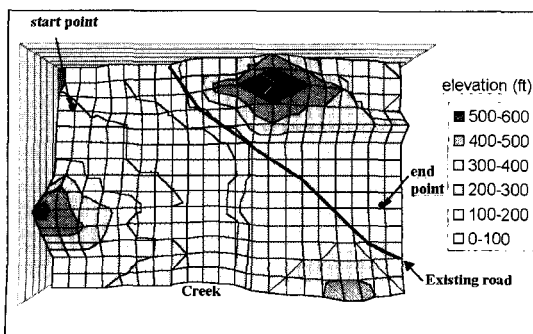 start point
elevation (ft)
500-600
400-500
300-400
200-300
100-200
0-100
end
point
Existing road
Creek